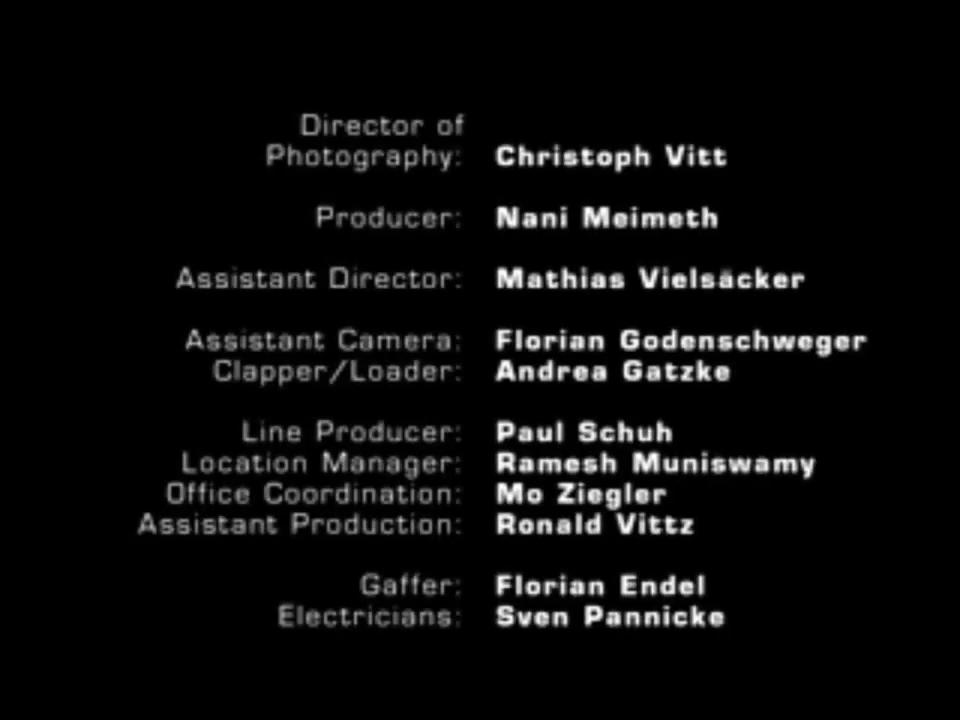 Director of
Photography: Christoph Vitt
Producer: Nani Meimeth
Assistant Director: Mathias Vielsäcker
Assistant Camera: Florian Godenschweger
Clapper/Loader: Andrea Gatzke
Line Producer: Paul Schuh
Location Manager: Ramesh Muniswamy
Office Coordination: Mo Ziegler
Assistant Production: Ronald Vittz
Gaffer: Florian Endel
Electricians: Sven Pannicke